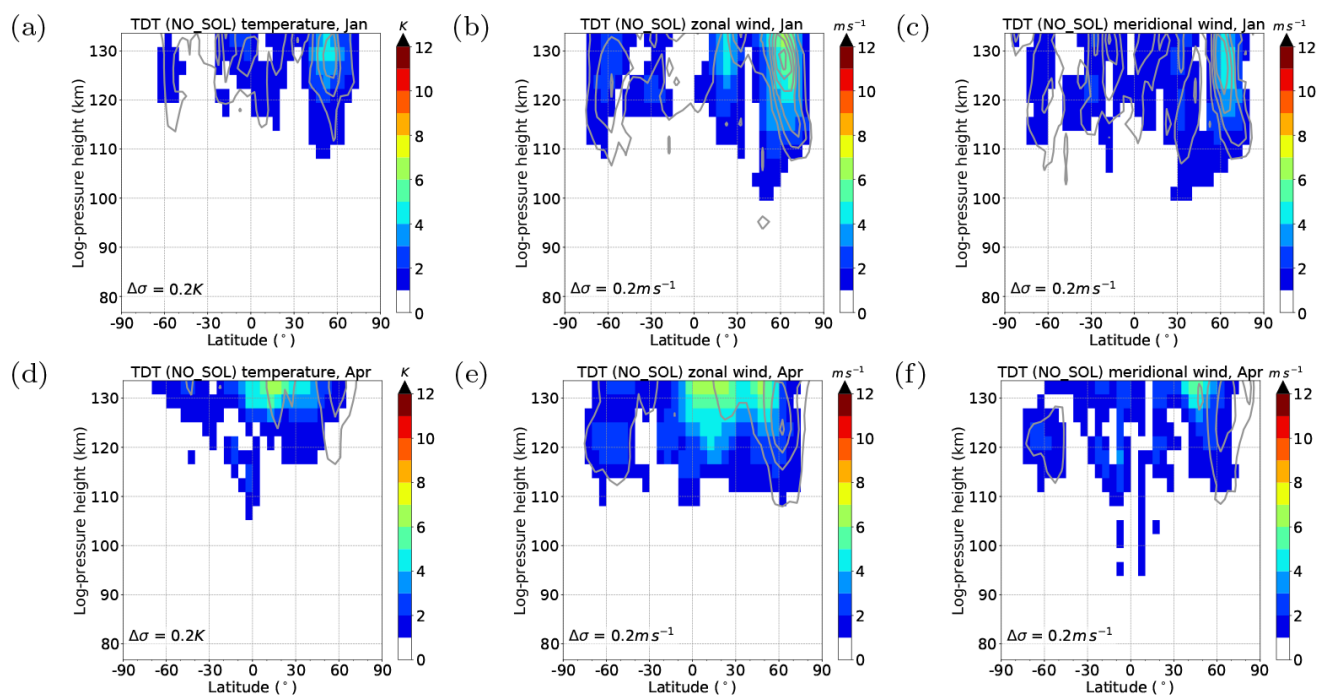 (a) TDT (NO_SOL) temperature, Jan K
(b) TDT (NO_SOL) zonal wind, Jan m s⁻¹
(c) TDT (NO_SOL) meridional wind, Jan m s⁻¹
Log-pressure height (km)
130
120
110
100
90
80
Δσ = 0.2K
-90 -60 -30 0 30 60 90
Latitude (°)
12
10
8
6
4
2
0
Log-pressure height (km)
130
120
110
100
90
80
Δσ = 0.2ms⁻¹
-90 -60 -30 0 30 60 90
Latitude (°)
12
10
8
6
4
2
0
Log-pressure height (km)
130
120
110
100
90
80
Δσ = 0.2ms⁻¹
-90 -60 -30 0 30 60 90
Latitude (°)
12
10
8
6
4
2
0
(d) TDT (NO_SOL) temperature, Apr K
(e) TDT (NO_SOL) zonal wind, Apr m s⁻¹
(f) TDT (NO_SOL) meridional wind, Apr m s⁻¹
Log-pressure height (km)
130
120
110
100
90
80
Δσ = 0.2K
-90 -60 -30 0 30 60 90
Latitude (°)
12
10
8
6
4
2
0
Log-pressure height (km)
130
120
110
100
90
80
Δσ = 0.2ms⁻¹
-90 -60 -30 0 30 60 90
Latitude (°)
12
10
8
6
4
2
0
Log-pressure height (km)
130
120
110
100
90
80
Δσ = 0.2ms⁻¹
-90 -60 -30 0 30 60 90
Latitude (°)
12
10
8
6
4
2
0